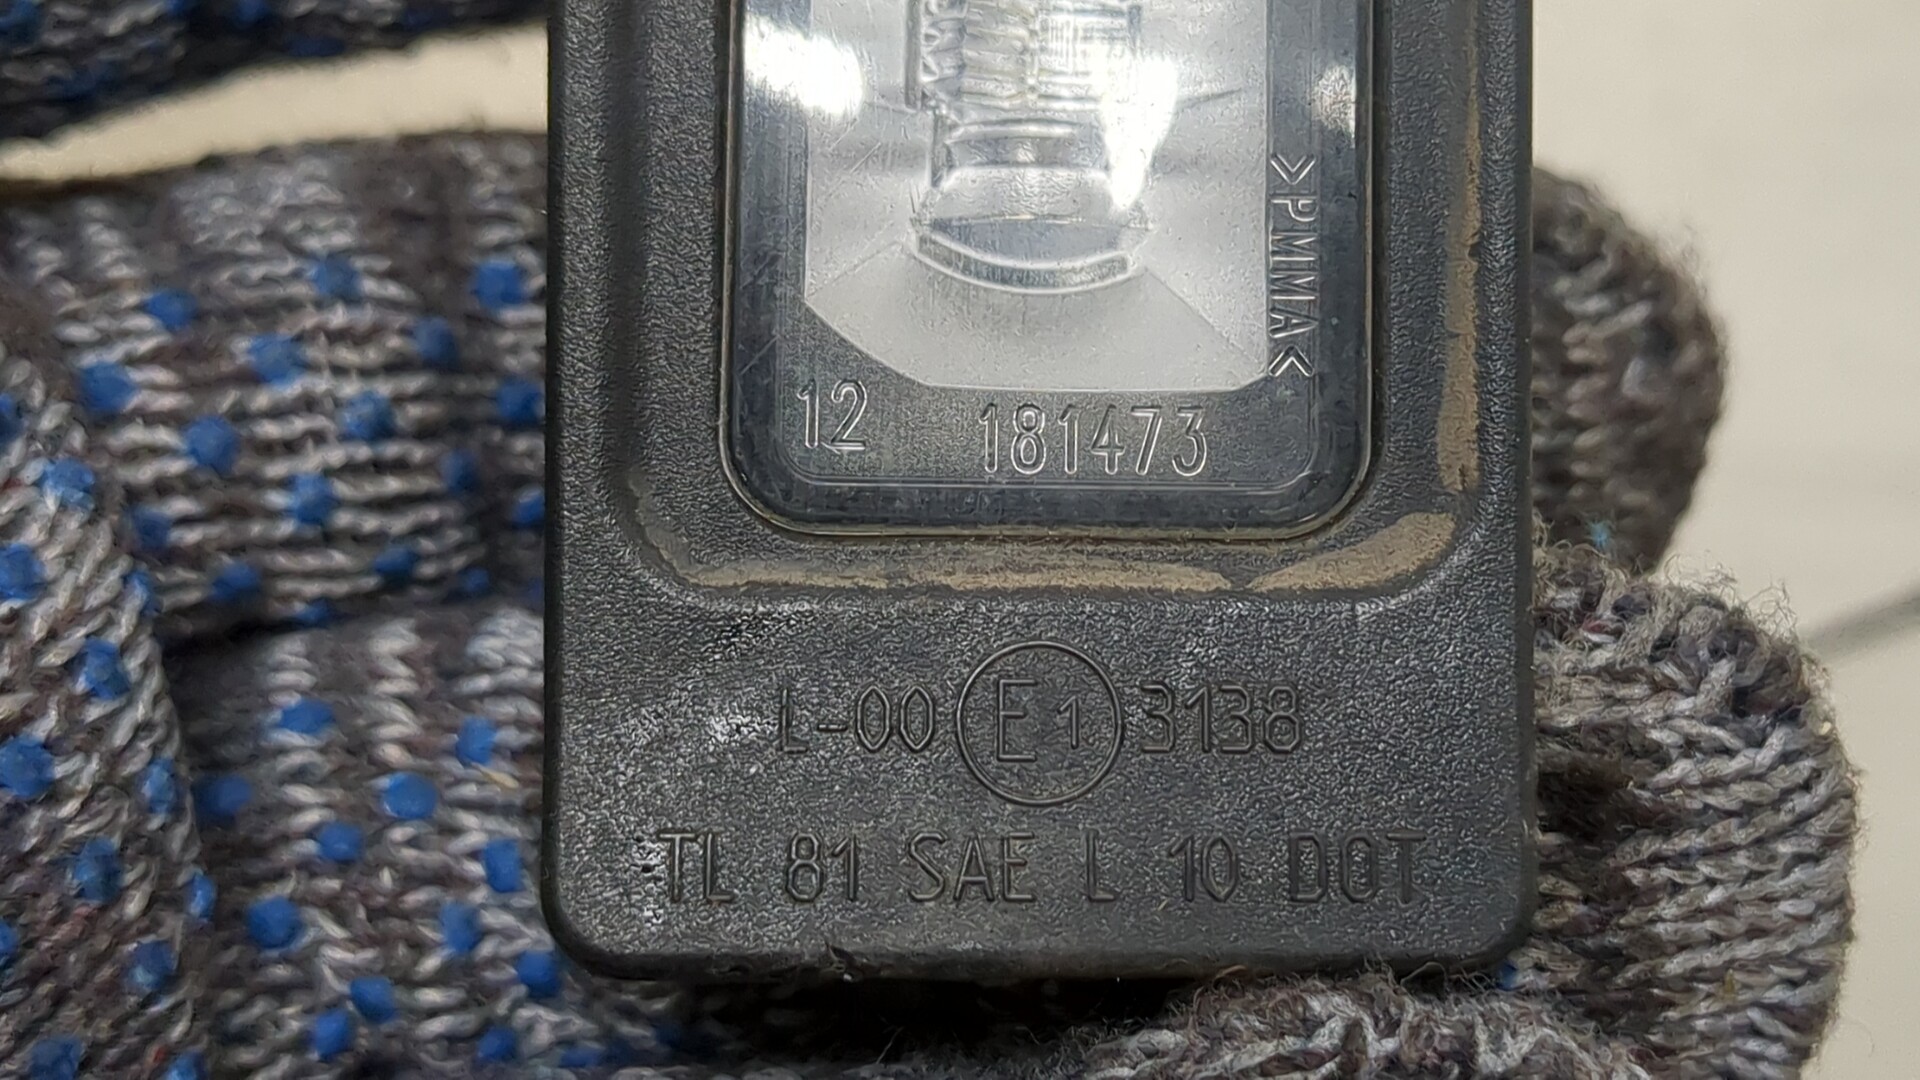 >PMMA<
12 181473
L-00 E1 3138
TL 81 SAE L 10 DOT